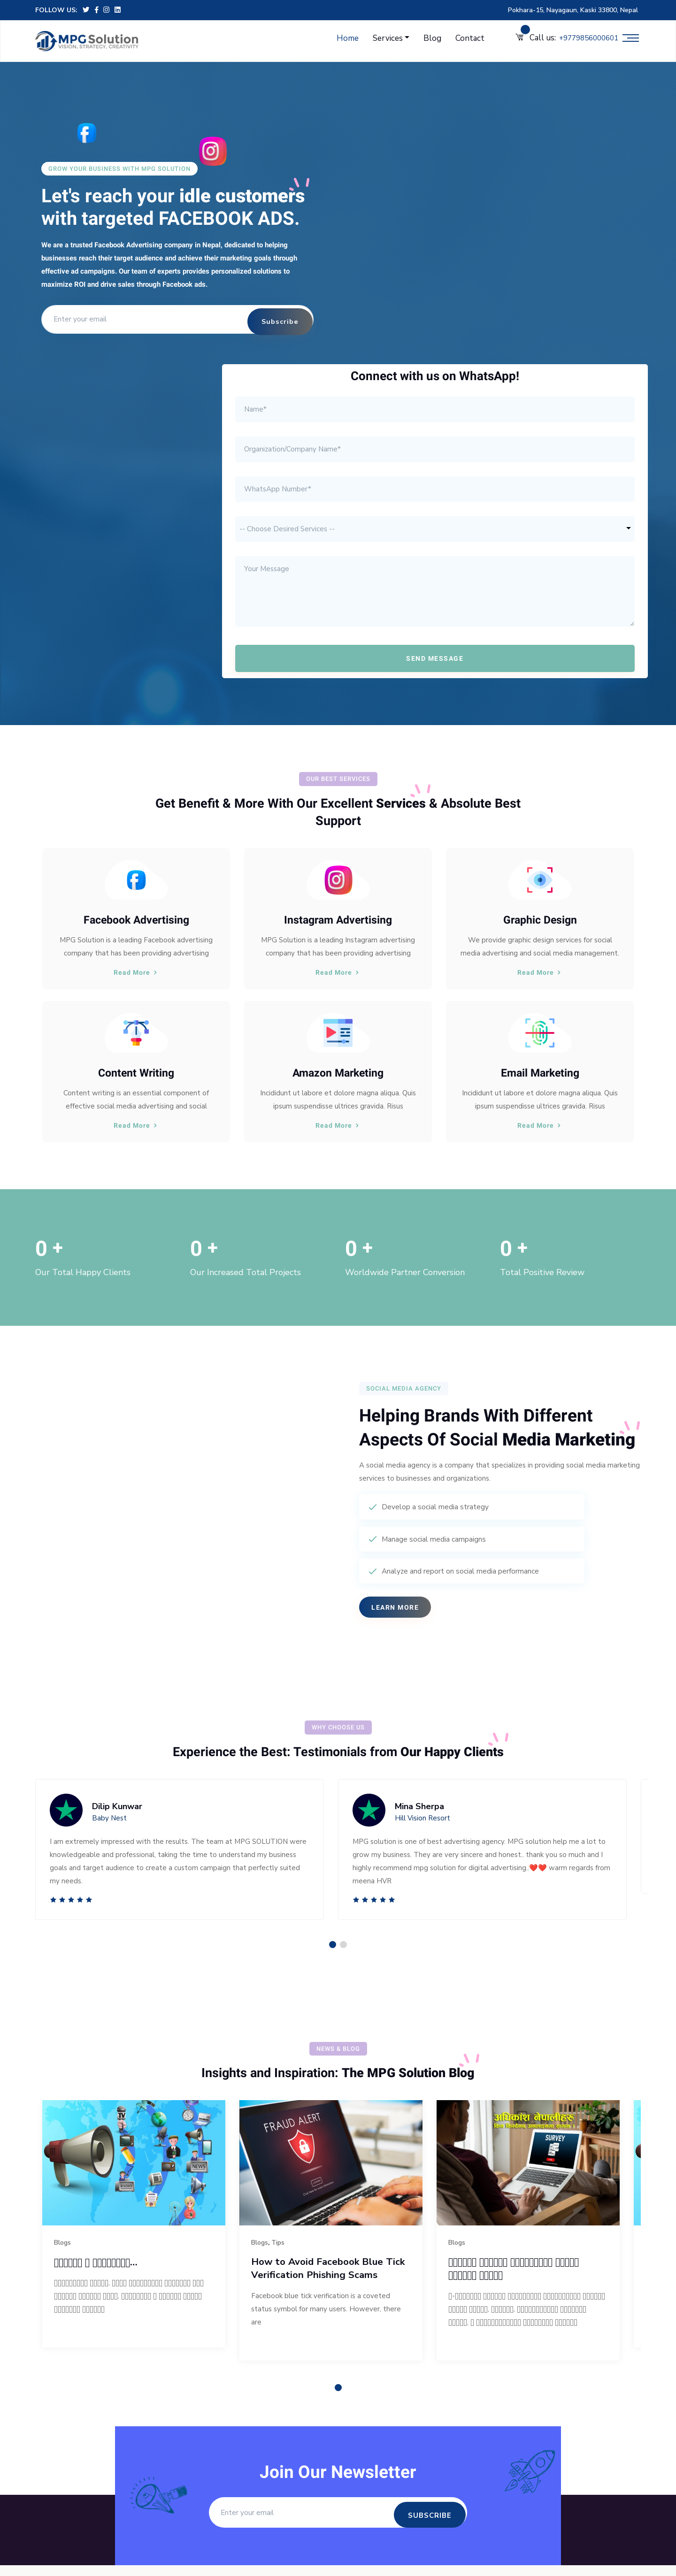 FOLLOW US:
Pokhara-15, Nayagaun, Kaski 33800, Nepal
MPG Solution
VISION, STRATEGY, CREATIVITY
Home Services Blog Contact
Call us: +9779856000601
GROW YOUR BUSINESS WITH MPG SOLUTION
Let's reach your idle customers
with targeted FACEBOOK ADS.
We are a trusted Facebook Advertising company in Nepal, dedicated to helping
businesses reach their target audience and achieve their marketing goals through
effective ad campaigns. Our team of experts provides personalized solutions to
maximize ROI and drive sales through Facebook ads.
Enter your email
Subscribe
Connect with us on WhatsApp!
Name*
Organization/Company Name*
WhatsApp Number*
-- Choose Desired Services --
Your Message
SEND MESSAGE
OUR BEST SERVICES
Get Benefit & More With Our Excellent Services & Absolute Best
Support
Facebook Advertising
MPG Solution is a leading Facebook advertising
company that has been providing advertising
Read More
Instagram Advertising
MPG Solution is a leading Instagram advertising
company that has been providing advertising
Read More
Graphic Design
We provide graphic design services for social
media advertising and social media management.
Read More
Content Writing
Content writing is an essential component of
effective social media advertising and social
Read More
Amazon Marketing
Incididunt ut labore et dolore magna aliqua. Quis
ipsum suspendisse ultrices gravida. Risus
Read More
Email Marketing
Incididunt ut labore et dolore magna aliqua. Quis
ipsum suspendisse ultrices gravida. Risus
Read More
0 +
Our Total Happy Clients
0 +
Our Increased Total Projects
0 +
Worldwide Partner Conversion
0 +
Total Positive Review
SOCIAL MEDIA AGENCY
Helping Brands With Different
Aspects Of Social Media Marketing
A social media agency is a company that specializes in providing social media marketing
services to businesses and organizations.
Develop a social media strategy
Manage social media campaigns
Analyze and report on social media performance
LEARN MORE
WHY CHOOSE US
Experience the Best: Testimonials from Our Happy Clients
Dilip Kunwar
Baby Nest
I am extremely impressed with the results. The team at MPG SOLUTION were
knowledgeable and professional, taking the time to understand my business
goals and target audience to create a custom campaign that perfectly suited
my needs.
Mina Sherpa
Hill Vision Resort
MPG solution is one of best advertising agency. MPG solution help me a lot to
grow my business. They are very sincere and honest.. thank you so much and I
highly recommend mpg solution for digital advertising..❤️❤️ warm regards from
meena HVR
NEWS & BLOG
Insights and Inspiration: The MPG Solution Blog
TV
Blogs
FRAUD ALERT
Blogs, Tips
How to Avoid Facebook Blue Tick
Verification Phishing Scams
Facebook blue tick verification is a coveted
status symbol for many users. However, there
are
अधिकांश नेपालीहरु
SURVEY
Blogs
Join Our Newsletter
Enter your email
SUBSCRIBE